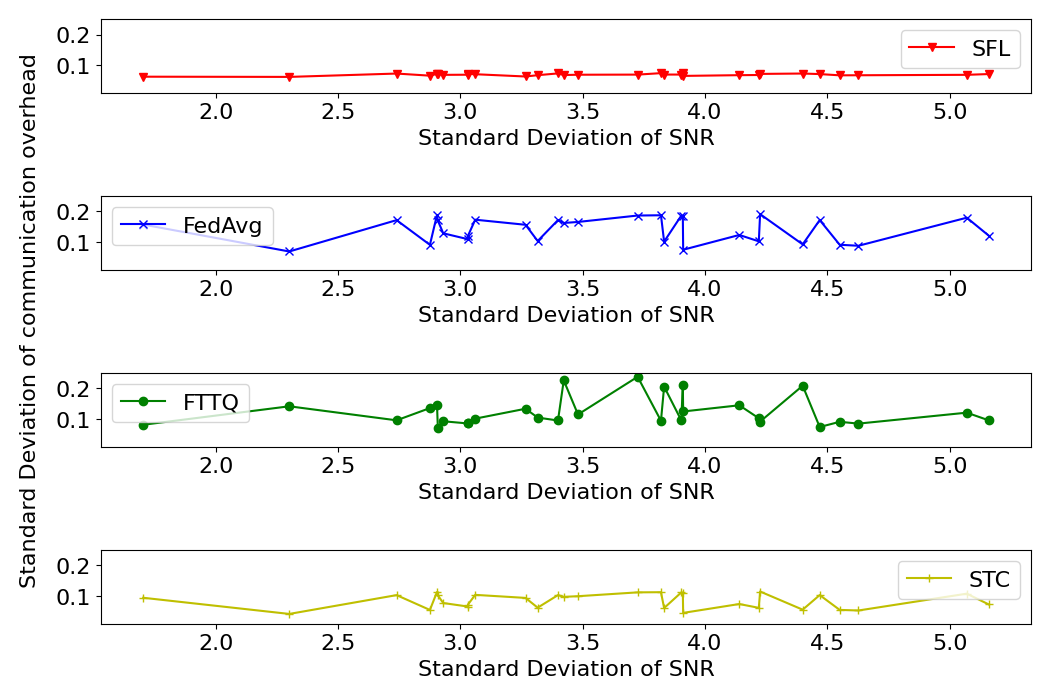 Standard Deviation of communication overhead
0.2
0.1
SFL
2.0 2.5 3.0 3.5 4.0 4.5 5.0
Standard Deviation of SNR
0.2
0.1
FedAvg
2.0 2.5 3.0 3.5 4.0 4.5 5.0
Standard Deviation of SNR
0.2
0.1
FTTQ
2.0 2.5 3.0 3.5 4.0 4.5 5.0
Standard Deviation of SNR
0.2
0.1
STC
2.0 2.5 3.0 3.5 4.0 4.5 5.0
Standard Deviation of SNR